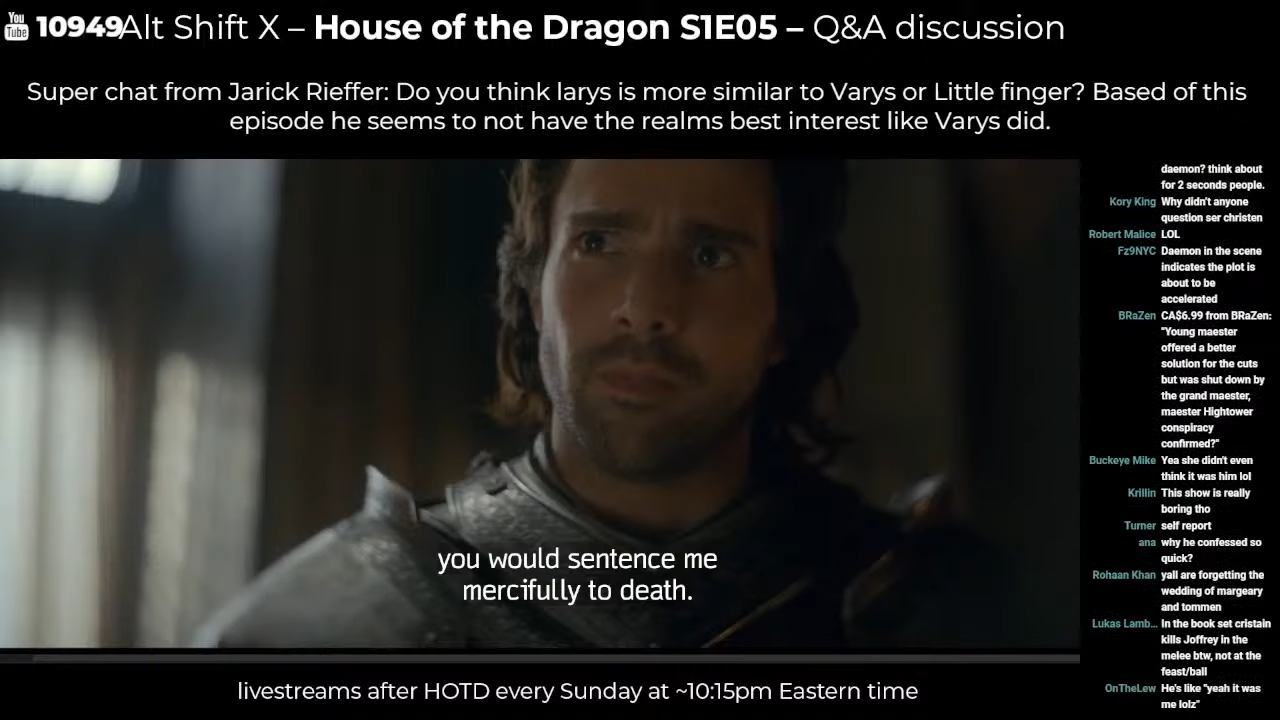 You
Tube
10949
Alt Shift X – House of the Dragon S1E05 – Q&A discussion
Super chat from Jarick Rieffer: Do you think larys is more similar to Varys or Little finger? Based of this
episode he seems to not have the realms best interest like Varys did.
you would sentence me
mercifully to death.
daemon? think about
for 2 seconds people.
Kory King Why didn't anyone
question ser christen
Robert Malice LOL
Fz9NYC Daemon in the scene
indicates the plot is
about to be
accelerated
BRaZen CA$6.99 from BRaZen:
"Young maester
offered a better
solution for the cuts
but was shut down by
the grand maester,
maester Hightower
conspiracy
confirmed?"
Buckeye Mike Yea she didn't even
think it was him lol
Krillin This show is really
boring tho
Turner self report
ana why he confessed so
quick?
Rohaan Khan yall are forgetting the
wedding of margeary
and tommen
Lukas Lamb... In the book set cristain
kills Joffrey in the
melee btw, not at the
feast/ball
OnTheLew He's like "yeah it was
me lolz"
livestreams after HOTD every Sunday at ~10:15pm Eastern time